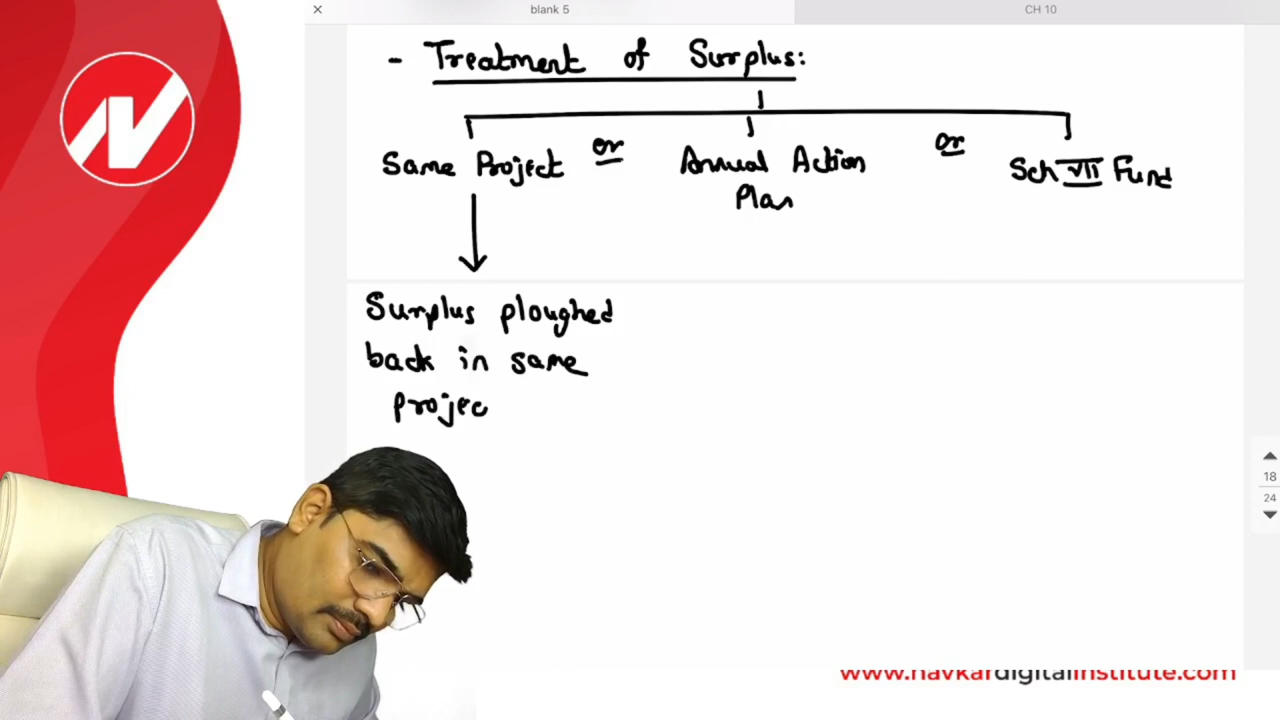 blank 5
CH 10
- Treatment of Surplus:
Same Project or Annual Action Plan or Sch VII Fund
Surplus ploughed
back in same
projec
18
24
www.navkardigitalinstitute.com